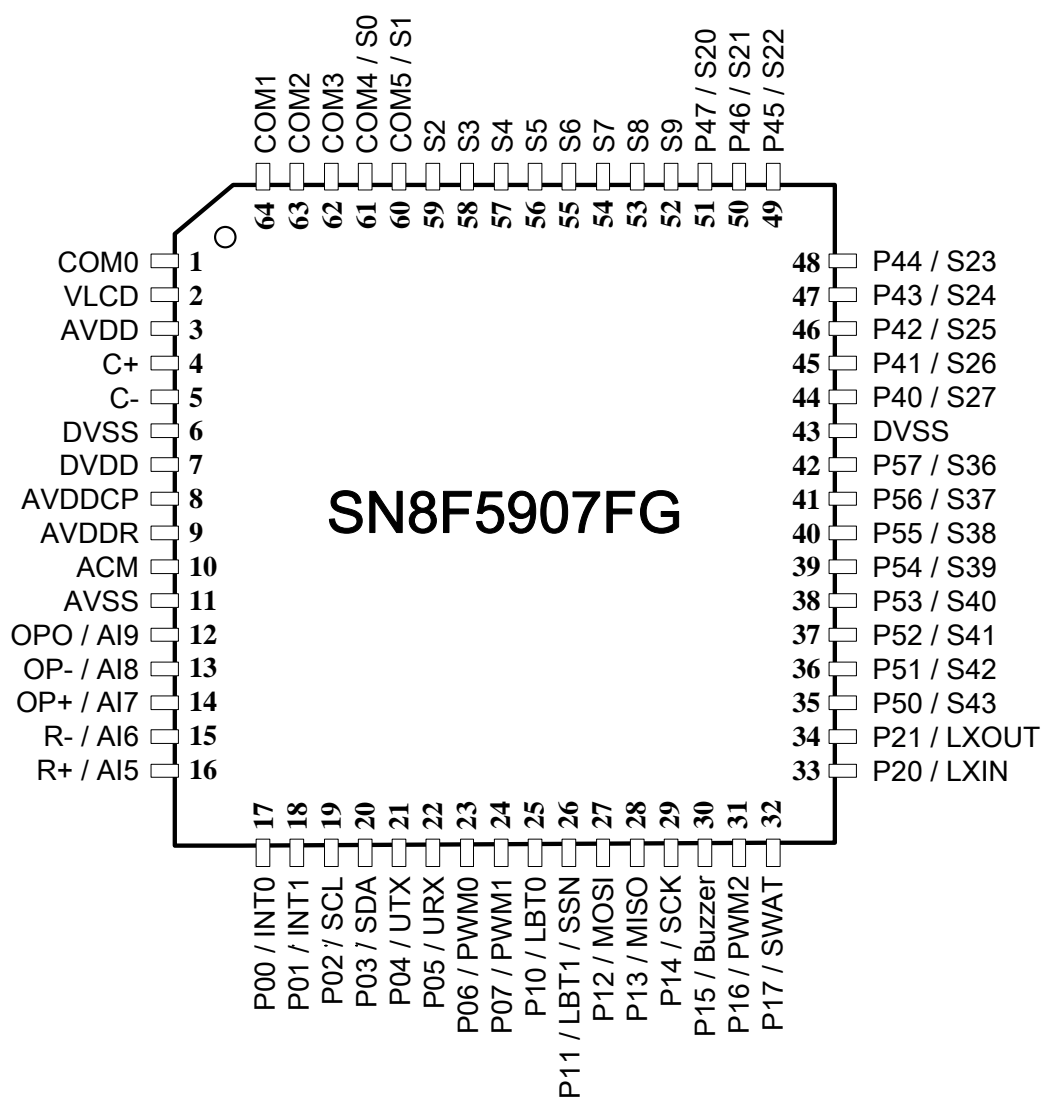 COM1
COM2
COM3
COM4 / S0
COM5 / S1
S2
S3
S4
S5
S6
S7
S8
S9
P47 / S20
P46 / S21
P45 / S22
64
63
62
61
60
59
58
57
56
55
54
53
52
51
50
49
COM0 1
VLCD 2
AVDD 3
C+ 4
C- 5
DVSS 6
DVDD 7
AVDDCP 8
AVDDR 9
ACM 10
AVSS 11
OPO / AI9 12
OP- / AI8 13
OP+ / AI7 14
R- / AI6 15
R+ / AI5 16
SN8F5907FG
48 P44 / S23
47 P43 / S24
46 P42 / S25
45 P41 / S26
44 P40 / S27
43 DVSS
42 P57 / S36
41 P56 / S37
40 P55 / S38
39 P54 / S39
38 P53 / S40
37 P52 / S41
36 P51 / S42
35 P50 / S43
34 P21 / LXOUT
33 P20 / LXIN
17
18
19
20
21
22
23
24
25
26
27
28
29
30
31
32
P00 / INT0
P01 / INT1
P02 / SCL
P03 / SDA
P04 / UTX
P05 / URX
P06 / PWM0
P07 / PWM1
P10 / LBT0
P11 / LBT1 / SSN
P12 / MOSI
P13 / MISO
P14 / SCK
P15 / Buzzer
P16 / PWM2
P17 / SWAT